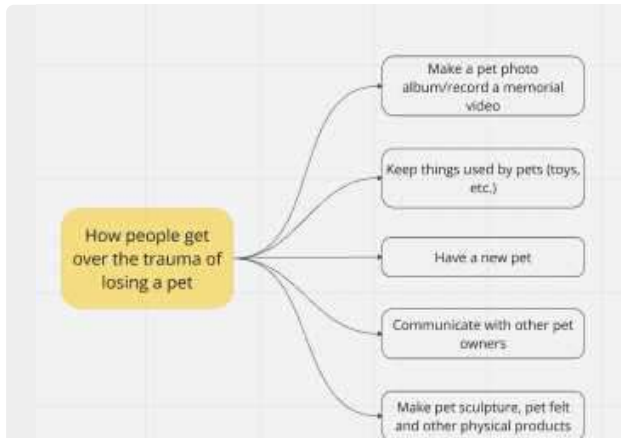 Make a pet photo
album/record a memorial
video
Keep things used by pets (toys,
etc.)
How people get
over the trauma of
losing a pet
Have a new pet
Communicate with other pet
owners
Make pet sculpture, pet felt
and other physical products